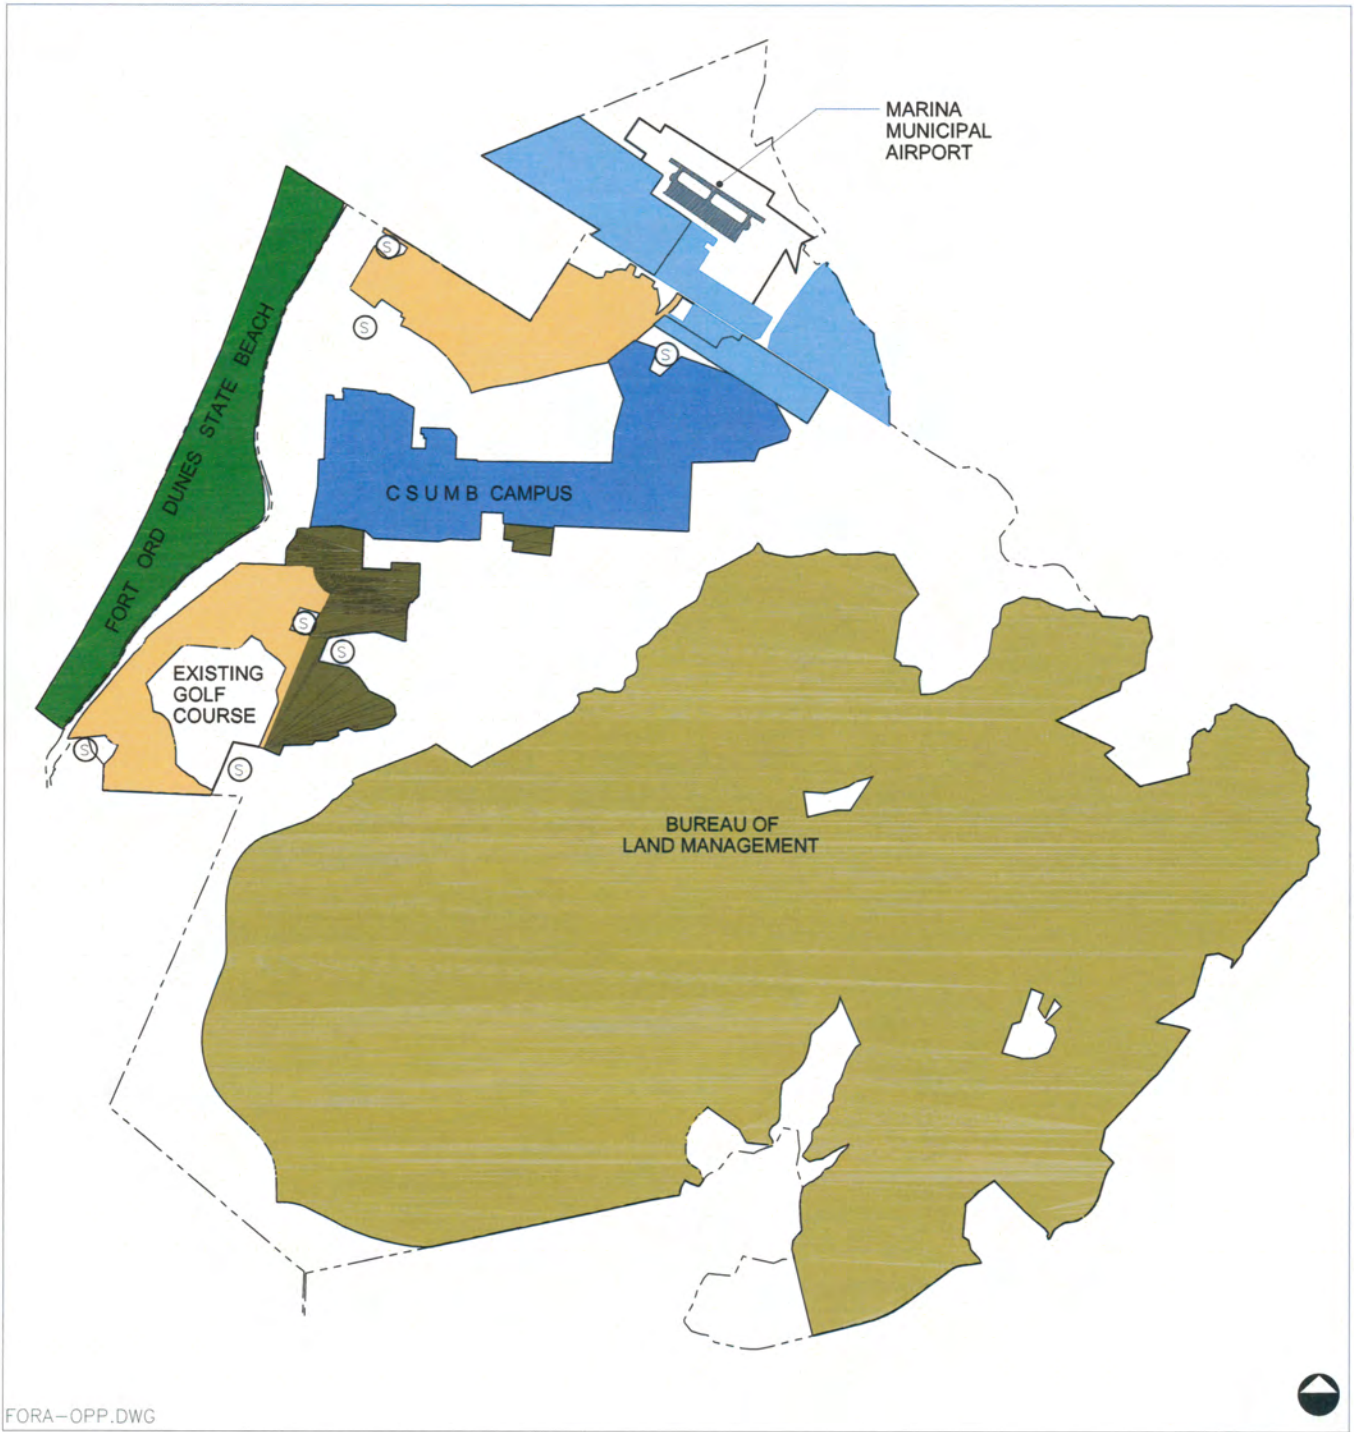 MARINA
MUNICIPAL
AIRPORT
S
S
S
FORT ORD DUNES STATE BEACH
C S U M B CAMPUS
S
S
EXISTING
GOLF
COURSE
S
S
BUREAU OF
LAND MANAGEMENT
FORA-OPP.DWG